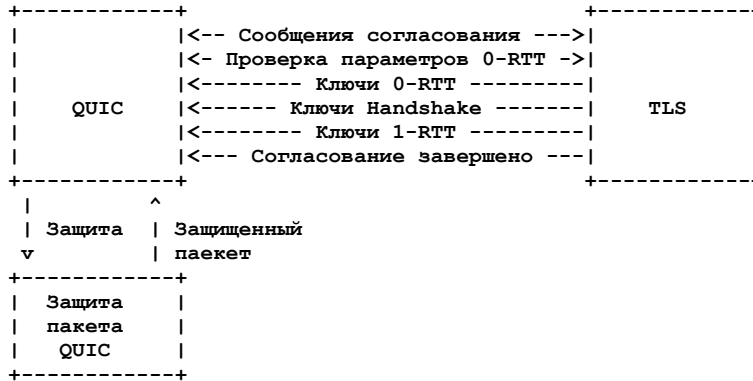 <-- Сообщения согласования --->
<- Проверка параметров 0-RTT ->
<-------- Ключи 0-RTT ---------
QUIC <------ Ключи Handshake ------- TLS
<-------- Ключи 1-RTT ---------
<--- Согласование завершено ---
Защита Защищенный
v паекет
Защита
пакета
QUIC